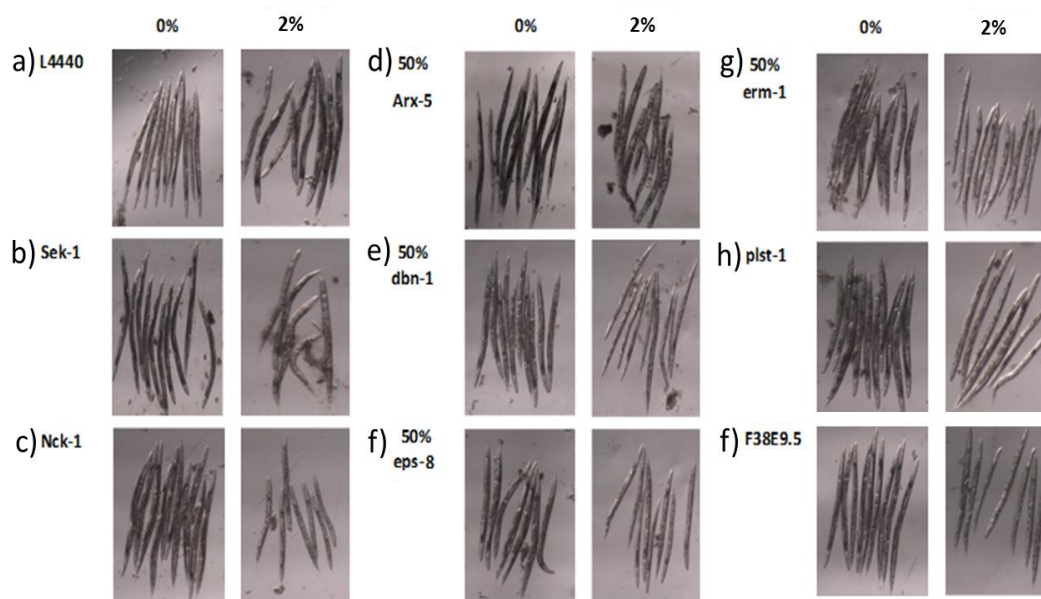 0% 2% 0% 2% 0% 2%
a) L4440
d) 50%
Arx-5
g) 50%
erm-1
b) Sek-1
e) 50%
dbn-1
h) plst-1
c) Nck-1
f) 50%
eps-8
f) F38E9.5